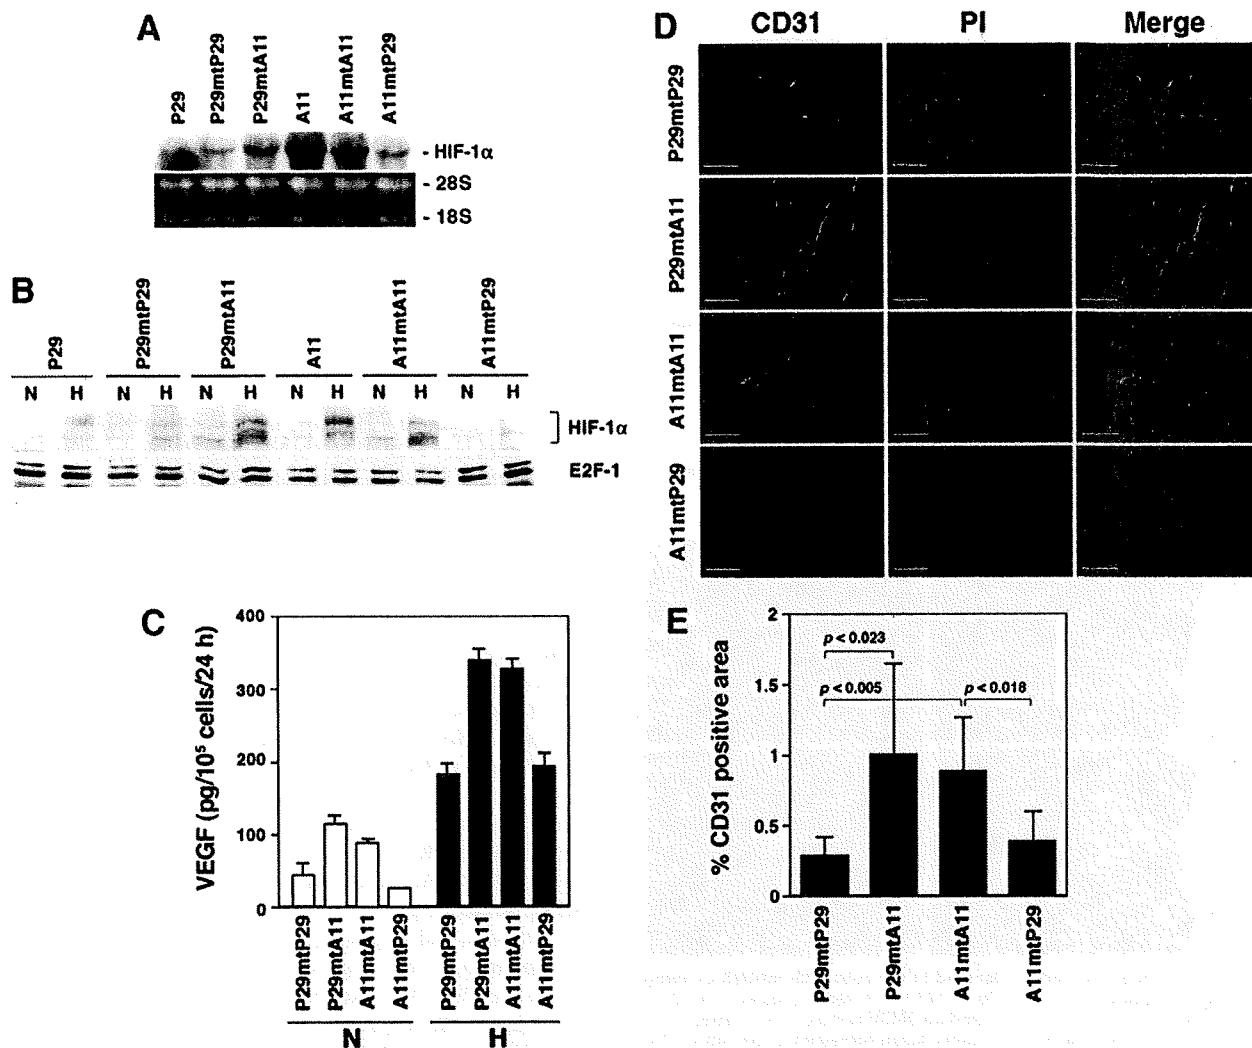 A
P29
P29mtP29
P29mtA11
A11
A11mtA11
A11mtP29
- HIF-1α
- 28S
- 18S
B
P29
P29mtP29
P29mtA11
A11
A11mtA11
A11mtP29
N H N H N H N H N H N H
HIF-1α
E2F-1
C
VEGF (pg/10⁵ cells/24 h)
400
300
200
100
0
P29mtP29
P29mtA11
A11mtA11
A11mtP29
P29mtP29
P29mtA11
A11mtA11
A11mtP29
N H
D
CD31 PI Merge
P29mtP29
P29mtA11
A11mtA11
A11mtP29
E
% CD31 positive area
2
1.5
1
0.5
0
p < 0.023
p < 0.005
p < 0.018
P29mtP29
P29mtA11
A11mtA11
A11mtP29